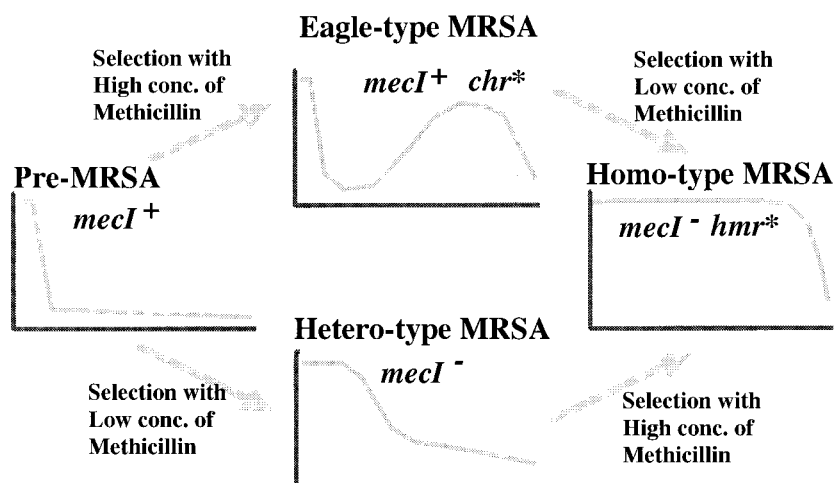 Eagle-type MRSA
Selection with
High conc. of
Methicillin
mecI + chr*
Selection with
Low conc. of
Methicillin
Pre-MRSA
mecI +
Homo-type MRSA
mecI - hmr*
Hetero-type MRSA
mecI -
Selection with
Low conc. of
Methicillin
Selection with
High conc. of
Methicillin